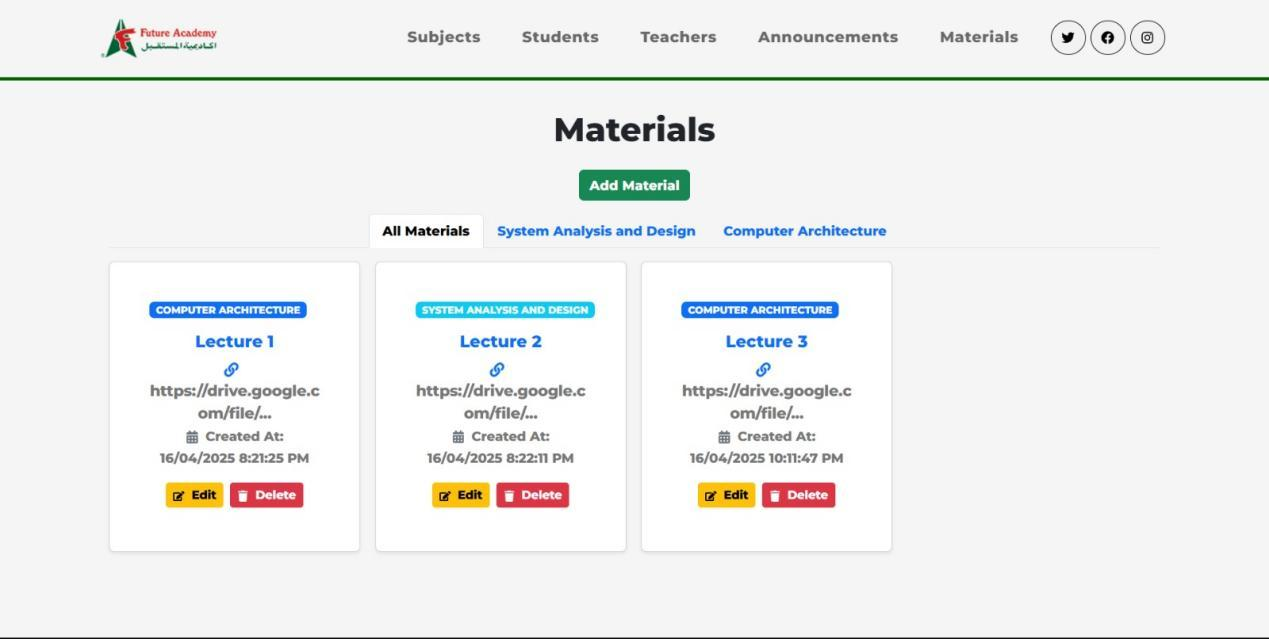 Future Academy
اكاديمية المستقبل
Subjects Students Teachers Announcements Materials
Materials
Add Material
All Materials System Analysis and Design Computer Architecture
COMPUTER ARCHITECTURE
Lecture 1
https://drive.google.c
om/file/...
Created At:
16/04/2025 8:21:25 PM
Edit Delete
SYSTEM ANALYSIS AND DESIGN
Lecture 2
https://drive.google.c
om/file/...
Created At:
16/04/2025 8:22:11 PM
Edit Delete
COMPUTER ARCHITECTURE
Lecture 3
https://drive.google.c
om/file/...
Created At:
16/04/2025 10:11:47 PM
Edit Delete